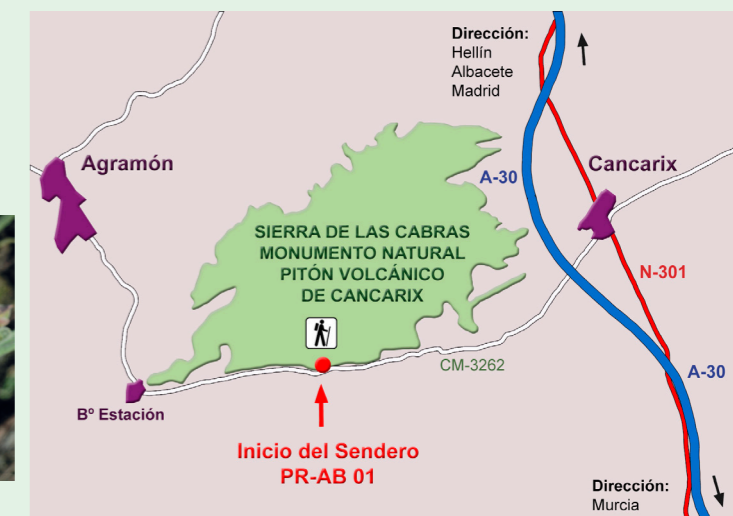 Dirección:
Hellín
Albacete
Madrid
Agramón
Cancarix
A-30
SIERRA DE LAS CABRAS
MONUMENTO NATURAL
PITÓN VOLCÁNICO
DE CANCARIX
N-301
CM-3262
A-30
Bº Estación
Inicio del Sendero
PR-AB 01
Dirección:
Murcia